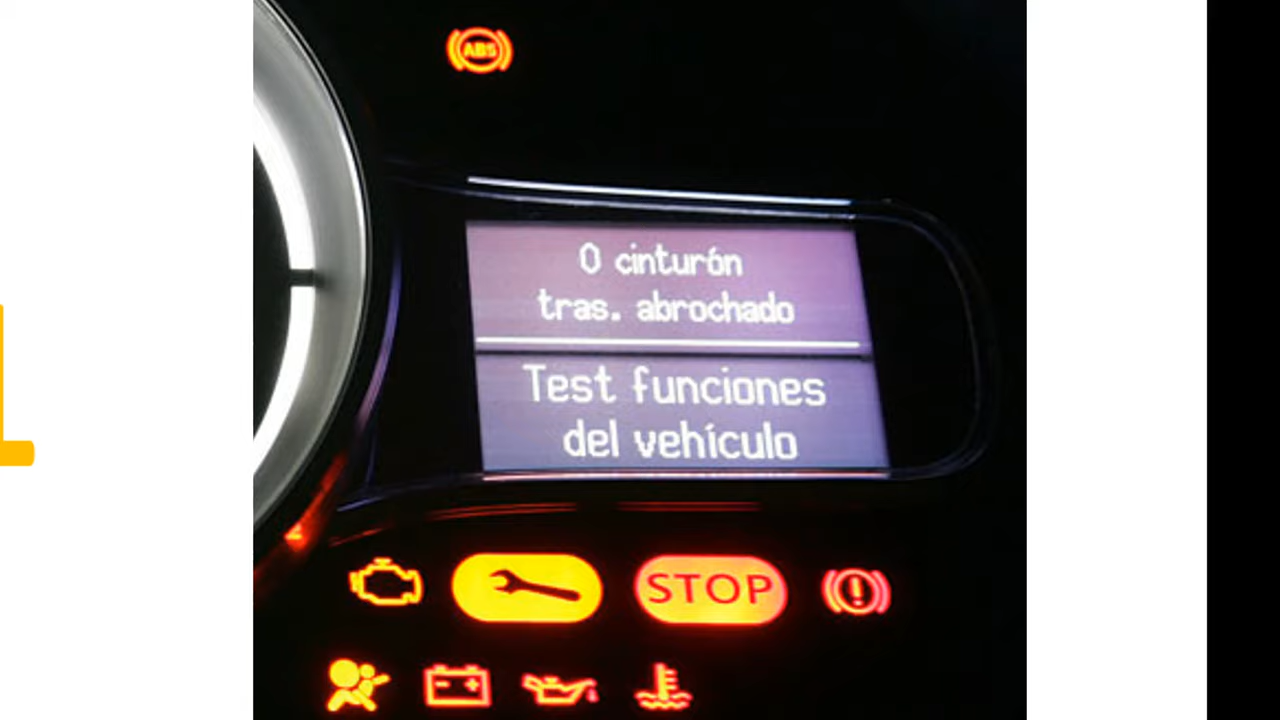 ABS
0 cinturón
tras. abrochado
Test funciones
del vehículo
STOP